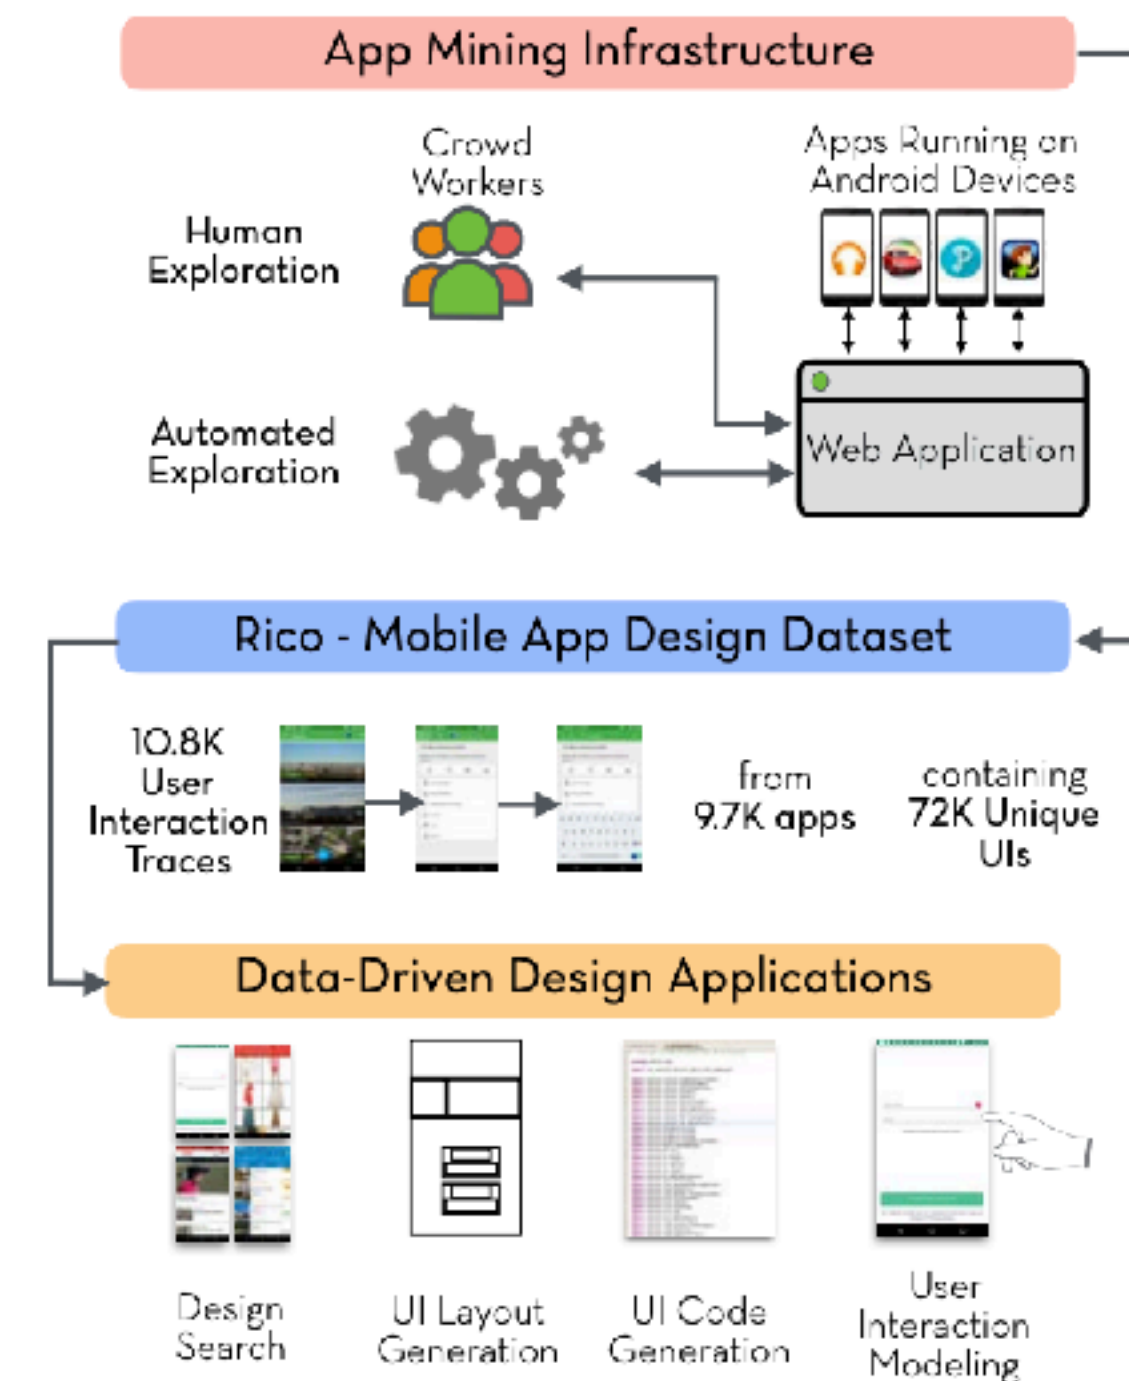 App Mining Infrastructure
Crowd
Workers
Apps Running on
Android Devices
Human
Exploration
Automated
Exploration
Web Application
Rico - Mobile App Design Dataset
10.8K
User
Interaction
Traces
from
9.7K apps
containing
72K Unique
UIs
Data-Driven Design Applications
Design
Search
UI Layout
Generation
UI Code
Generation
User
Interaction
Modeling